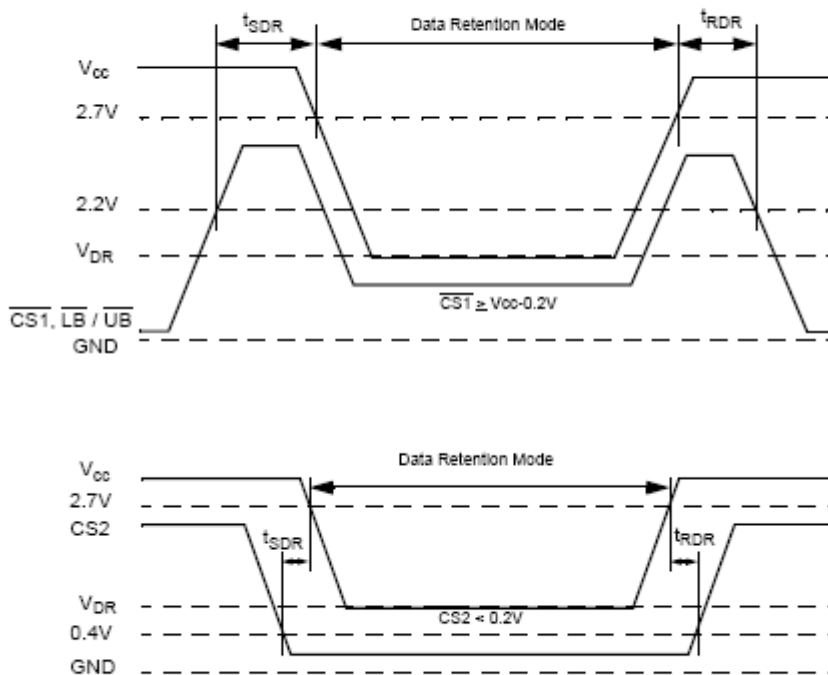 tSDR Data Retention Mode tRDR
Vcc
2.7V
2.2V
VDR
CS1 ≥ Vcc-0.2V
CS1, LB / UB
GND
Data Retention Mode
Vcc
2.7V
CS2
tSDR tRDR
VDR
CS2 < 0.2V
0.4V
GND